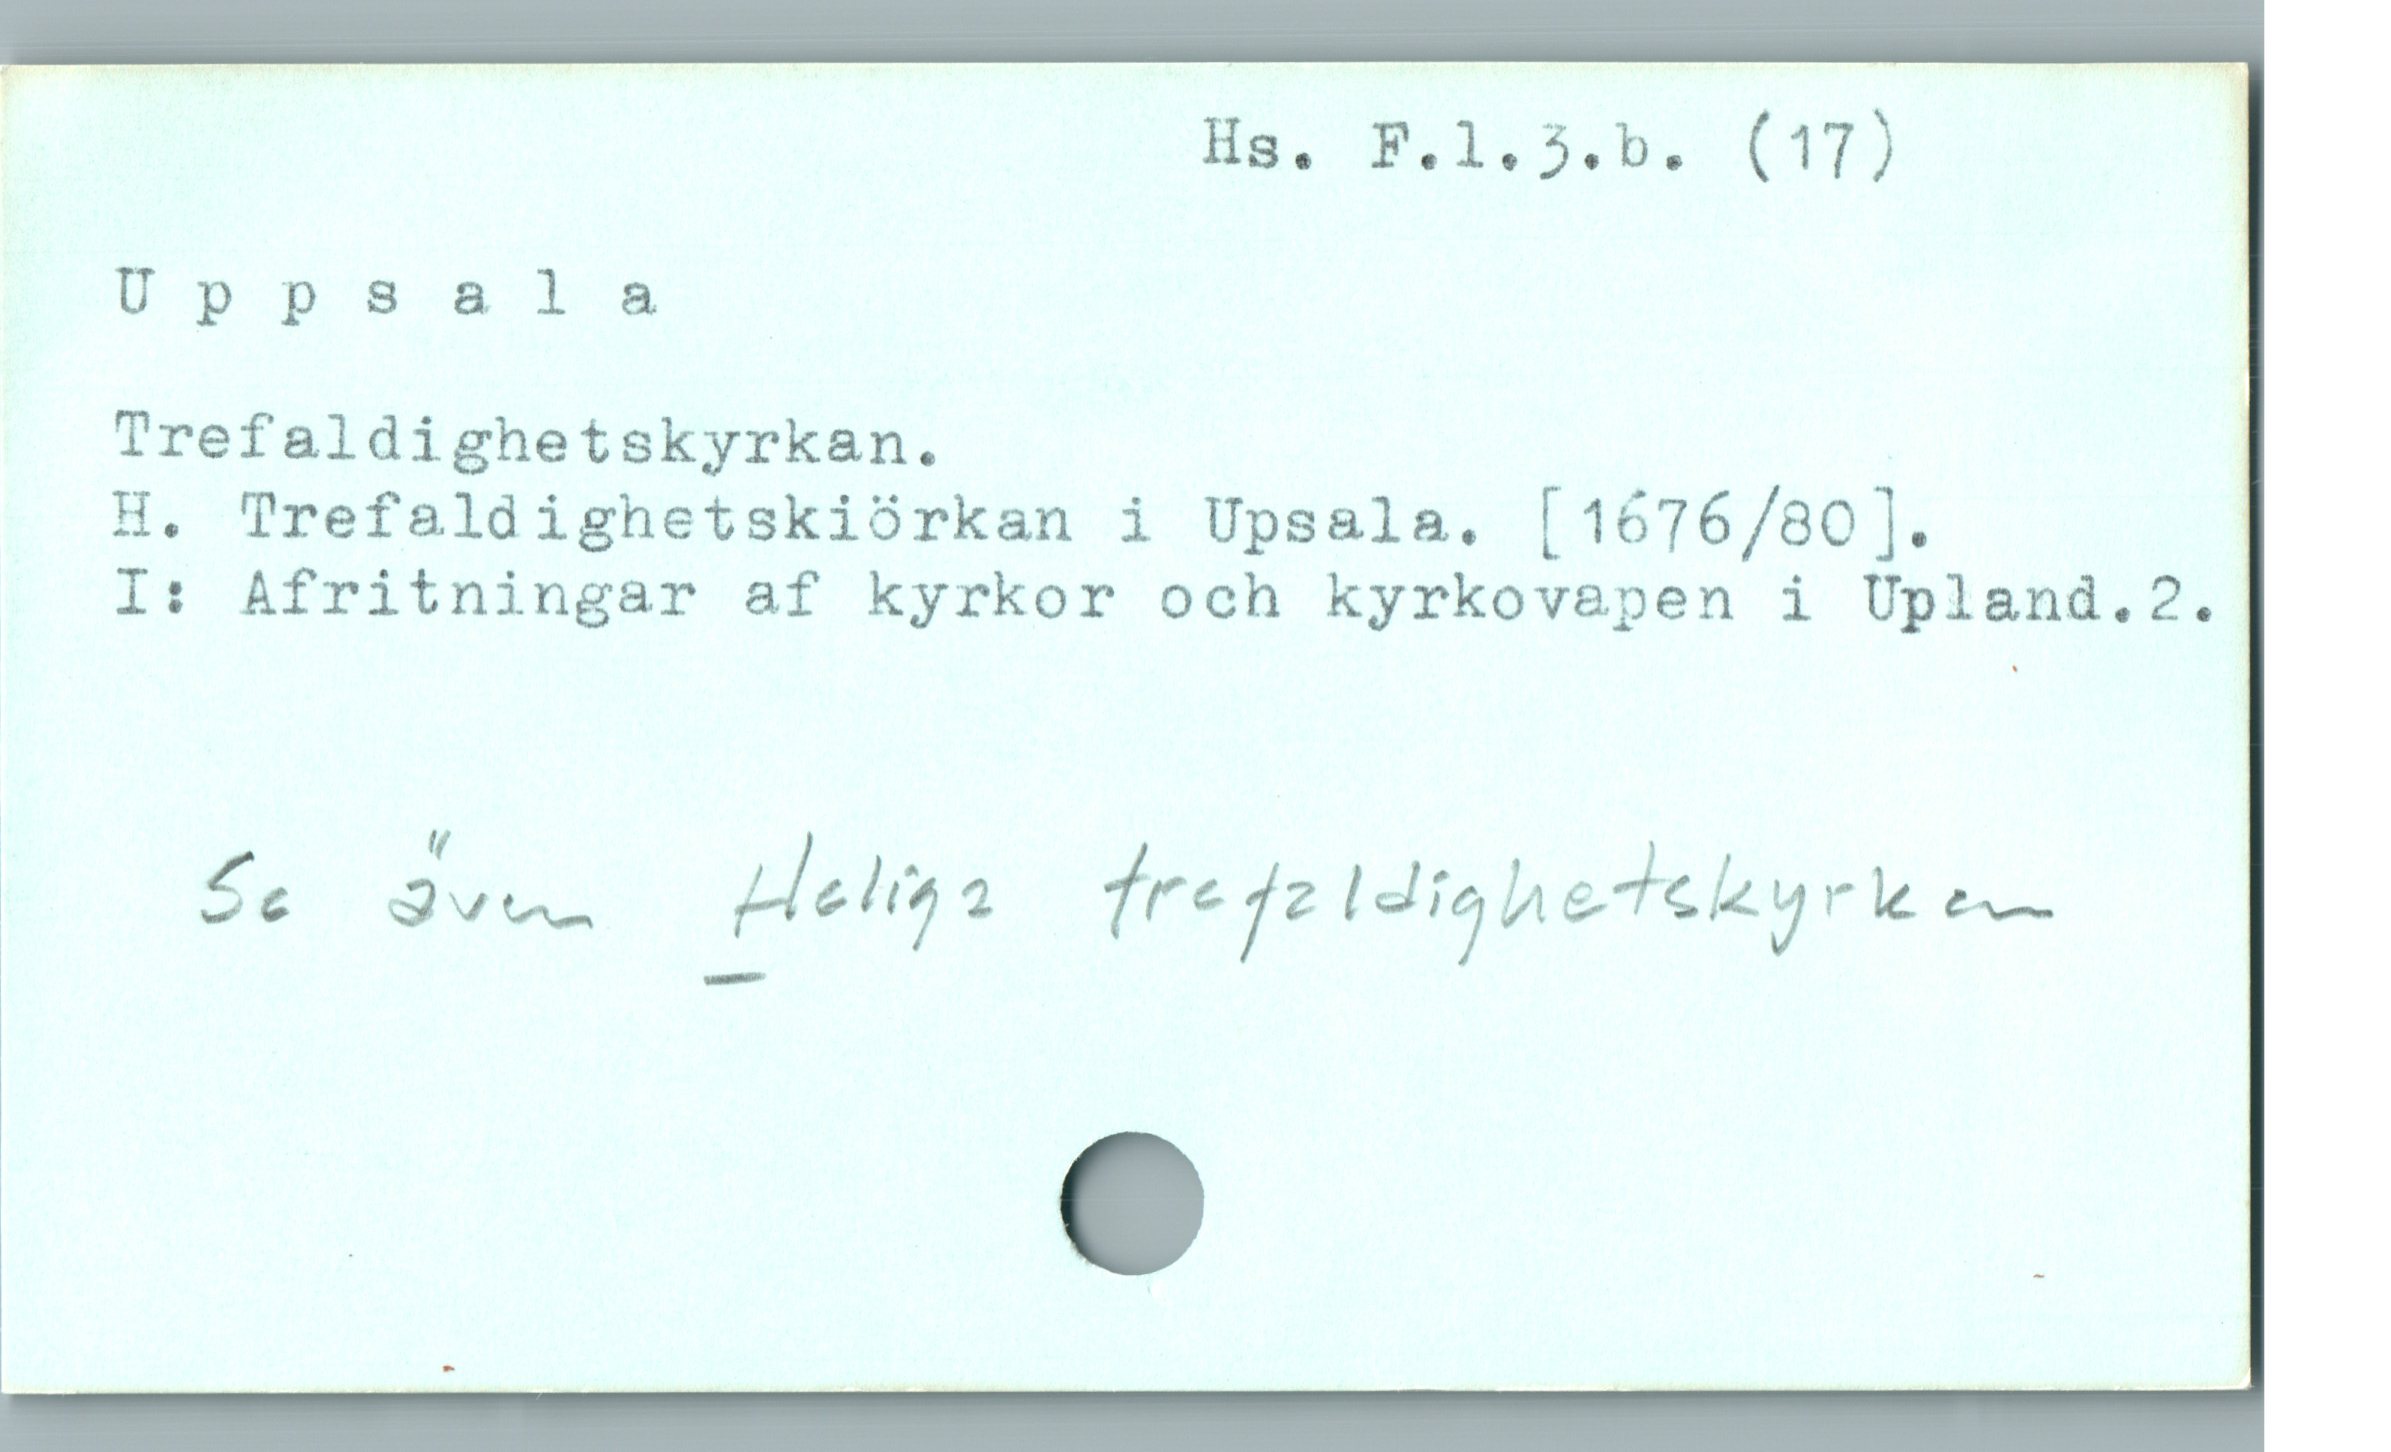 Hs. F.l.3.b. (17)
U p p s a l a
Trefaldighetskyrkan.
H. Trefaldighetskiörkan i Upsala. [1676/80].
I: Afritningar af kyrkor och kyrkovapen i Upland.2.
Se även Heliga trefaldighetskyrkan